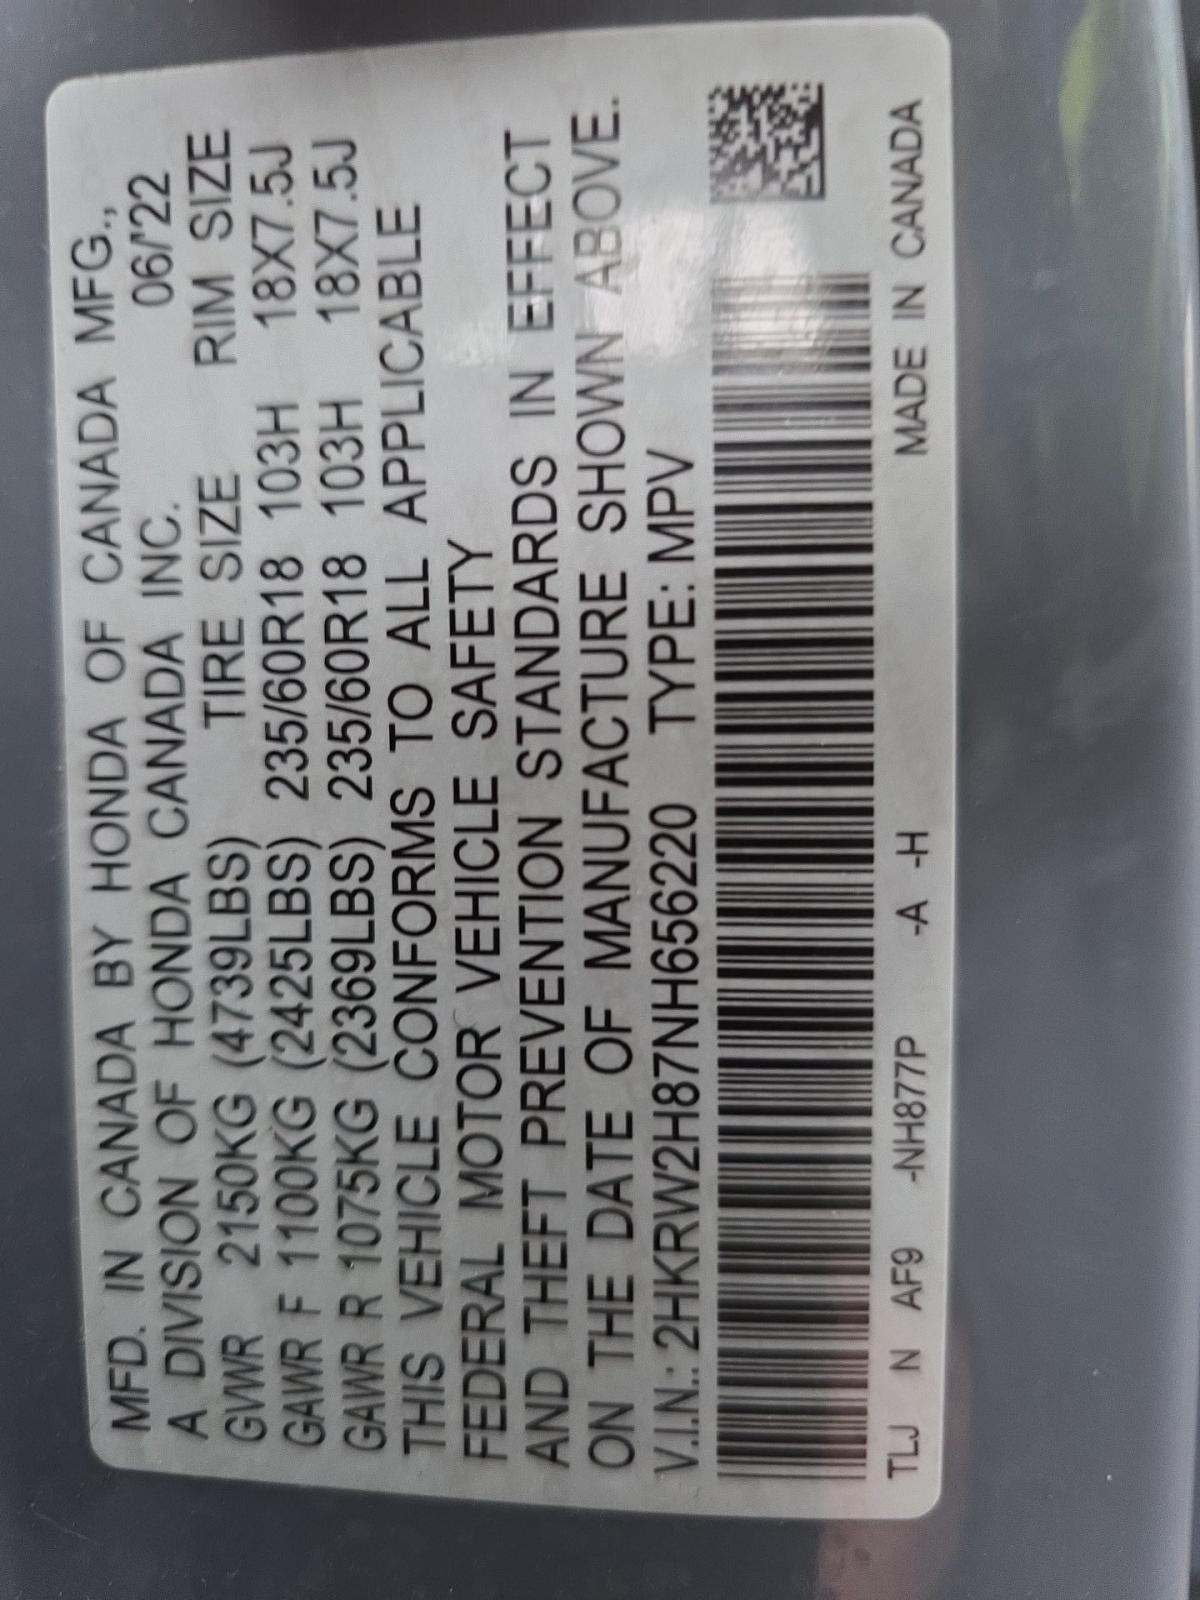 MFD. IN CANADA BY HONDA OF CANADA MFG.,
A DIVISION OF HONDA CANADA INC. 06/'22
GVWR 2150KG (4739LBS) TIRE SIZE RIM SIZE
GAWR F 1100KG (2425LBS) 235/60R18 103H 18X7.5J
GAWR R 1075KG (2369LBS) 235/60R18 103H 18X7.5J
THIS VEHICLE CONFORMS TO ALL APPLICABLE
FEDERAL MOTOR VEHICLE SAFETY
AND THEFT PREVENTION STANDARDS IN EFFECT
ON THE DATE OF MANUFACTURE SHOWN ABOVE.
V.I.N.: 2HKRW2H87NH656220 TYPE: MPV
TLJ N AF9 -NH877P -A -H MADE IN CANADA